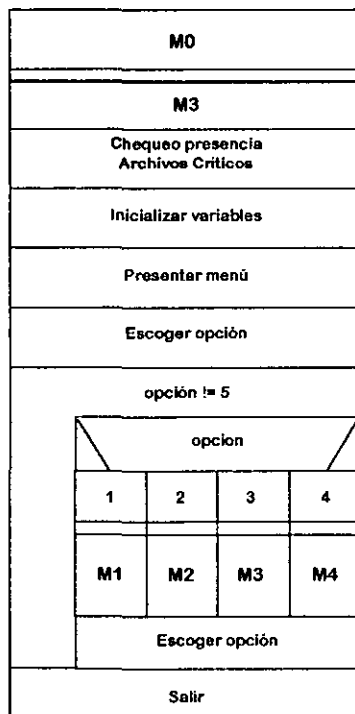 M0
M3
Chequeo presencia
Archivos Criticos
Inicializar variables
Presentar menú
Escoger opción
opción != 5
opcion
1 2 3 4
M1 M2 M3 M4
Escoger opción
Salir